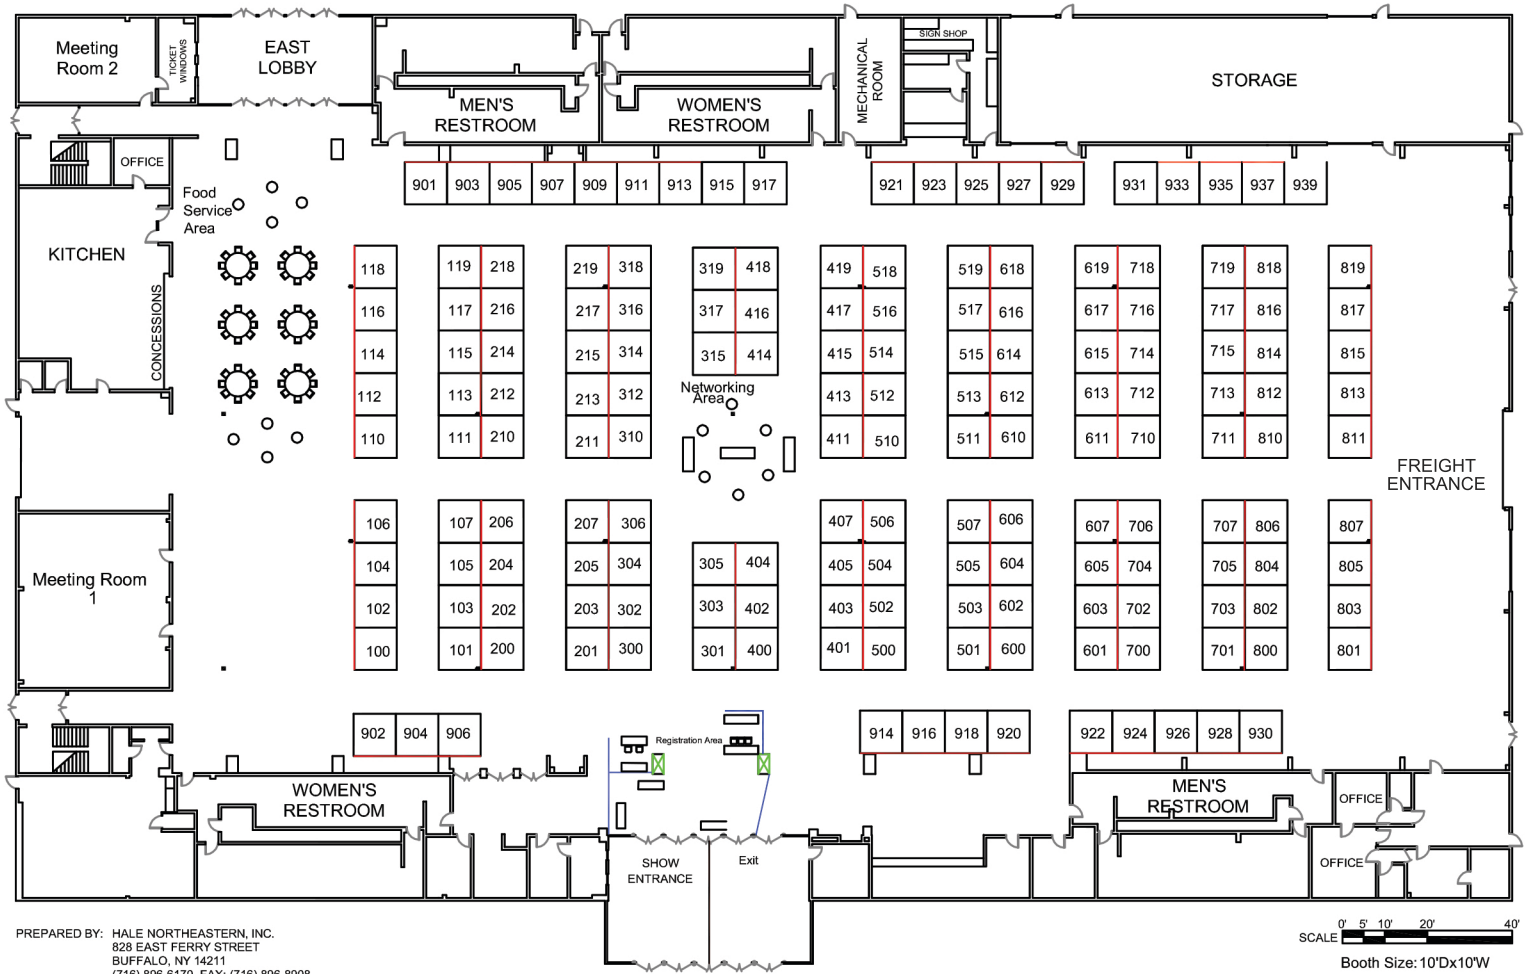 Meeting
Room 2
TICKET
WINDOWS
EAST
LOBBY
MEN'S
RESTROOM
WOMEN'S
RESTROOM
MECHANICAL
ROOM
SIGN SHOP
STORAGE
OFFICE
Food
Service
Area
KITCHEN
CONCESSIONS
901 903 905 907 909 911 913 915 917
921 923 925 927 929
931 933 935 937 939
118 119 218 219 318 319 418 419 518 519 618 619 718 719 818 819
116 117 216 217 316 317 416 417 516 517 616 617 716 717 816 817
114 115 214 215 314 315 414 415 514 515 614 615 714 715 814 815
Networking
Area
112 113 212 213 312 413 512 513 612 613 712 713 812 813
110 111 210 211 310 411 510 511 610 611 710 711 810 811
FREIGHT
ENTRANCE
106 107 206 207 306 407 506 507 606 607 706 707 806 807
104 105 204 205 304 305 404 405 504 505 604 605 704 705 804 805
102 103 202 203 302 303 402 403 502 503 602 603 702 703 802 803
100 101 200 201 300 301 400 401 500 501 600 601 700 701 800 801
Meeting Room
1
902 904 906
Registration Area
914 916 918 920
922 924 926 928 930
WOMEN'S
RESTROOM
MEN'S
RESTROOM
OFFICE
OFFICE
SHOW
ENTRANCE
Exit
PREPARED BY: HALE NORTHEASTERN, INC.
828 EAST FERRY STREET
BUFFALO, NY 14211
(716) 896-6170 FAX: (716) 896-8908
0' 5' 10' 20' 40'
SCALE
Booth Size: 10'Dx10'W